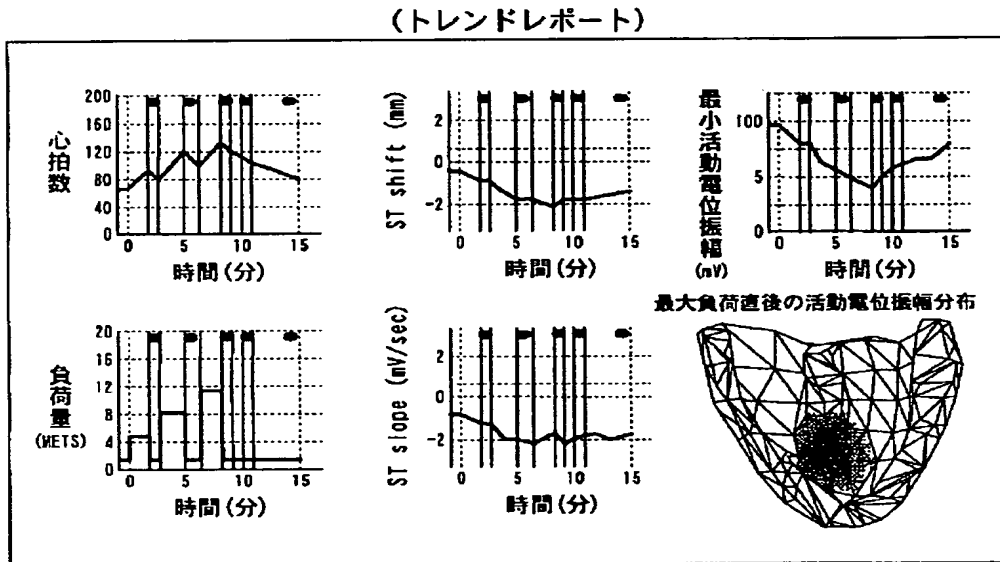 (トレンドレポート)
心拍数
200
160
120
80
40
0
0 5 10 15
時間(分)
ST shift (mm)
2
0
-2
0 5 10 15
時間(分)
最小活動電位振幅
(mV)
100
5
0
0 5 10 15
時間(分)
負荷量
(METS)
20
16
12
8
4
0
0 5 10 15
時間(分)
ST slope (mV/sec)
2
0
-2
0 5 10 15
時間(分)
最大負荷直後の活動電位振幅分布